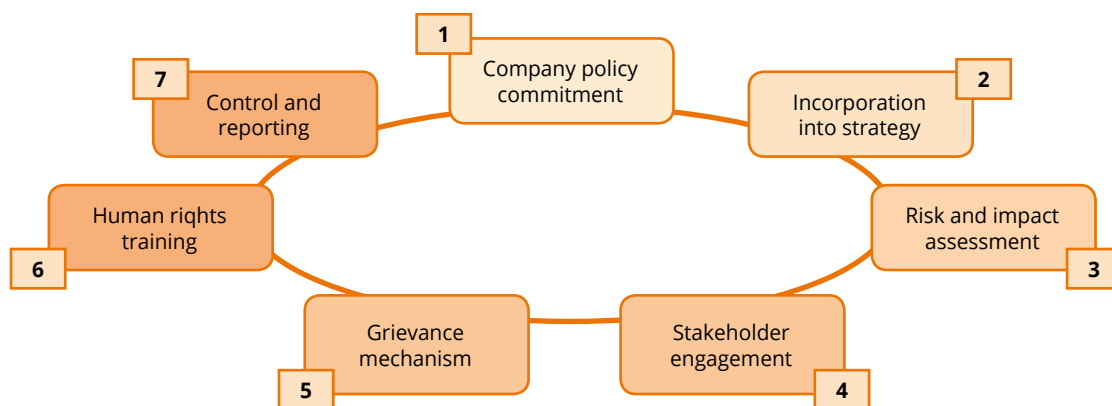 1
Company policy
commitment
2
Incorporation
into strategy
3
Risk and impact
assessment
4
Stakeholder
engagement
5
Grievance
mechanism
6
Human riqhts
training
7
Control and
reporting